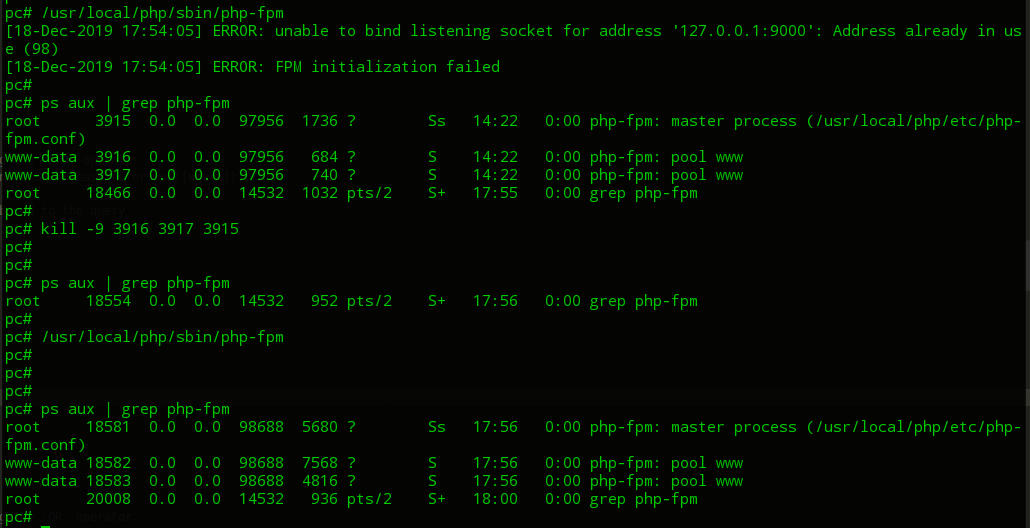 pc# /usr/local/php/sbin/php-fpm
[18-Dec-2019 17:54:05] ERROR: unable to bind listening socket for address '127.0.0.1:9000': Address already in us
e (98)
[18-Dec-2019 17:54:05] ERROR: FPM initialization failed
pc#
pc# ps aux | grep php-fpm
root      3915  0.0  0.0  97956  1736 ?        Ss   14:22   0:00 php-fpm: master process (/usr/local/php/etc/php-
fpm.conf)
www-data  3916  0.0  0.0  97956   684 ?        S    14:22   0:00 php-fpm: pool www
www-data  3917  0.0  0.0  97956   740 ?        S    14:22   0:00 php-fpm: pool www
root     18466  0.0  0.0  14532  1032 pts/2    S+   17:55   0:00 grep php-fpm
pc#
pc# kill -9 3916 3917 3915
pc#
pc#
pc# ps aux | grep php-fpm
root     18554  0.0  0.0  14532   952 pts/2    S+   17:56   0:00 grep php-fpm
pc#
pc# /usr/local/php/sbin/php-fpm
pc#
pc#
pc#
pc# ps aux | grep php-fpm
root     18581  0.0  0.0  98688  5680 ?        Ss   17:56   0:00 php-fpm: master process (/usr/local/php/etc/php-
fpm.conf)
www-data 18582  0.0  0.0  98688  7568 ?        S    17:56   0:00 php-fpm: pool www
www-data 18583  0.0  0.0  98688  4816 ?        S    17:56   0:00 php-fpm: pool www
root     20008  0.0  0.0  14532   936 pts/2    S+   18:00   0:00 grep php-fpm
pc#